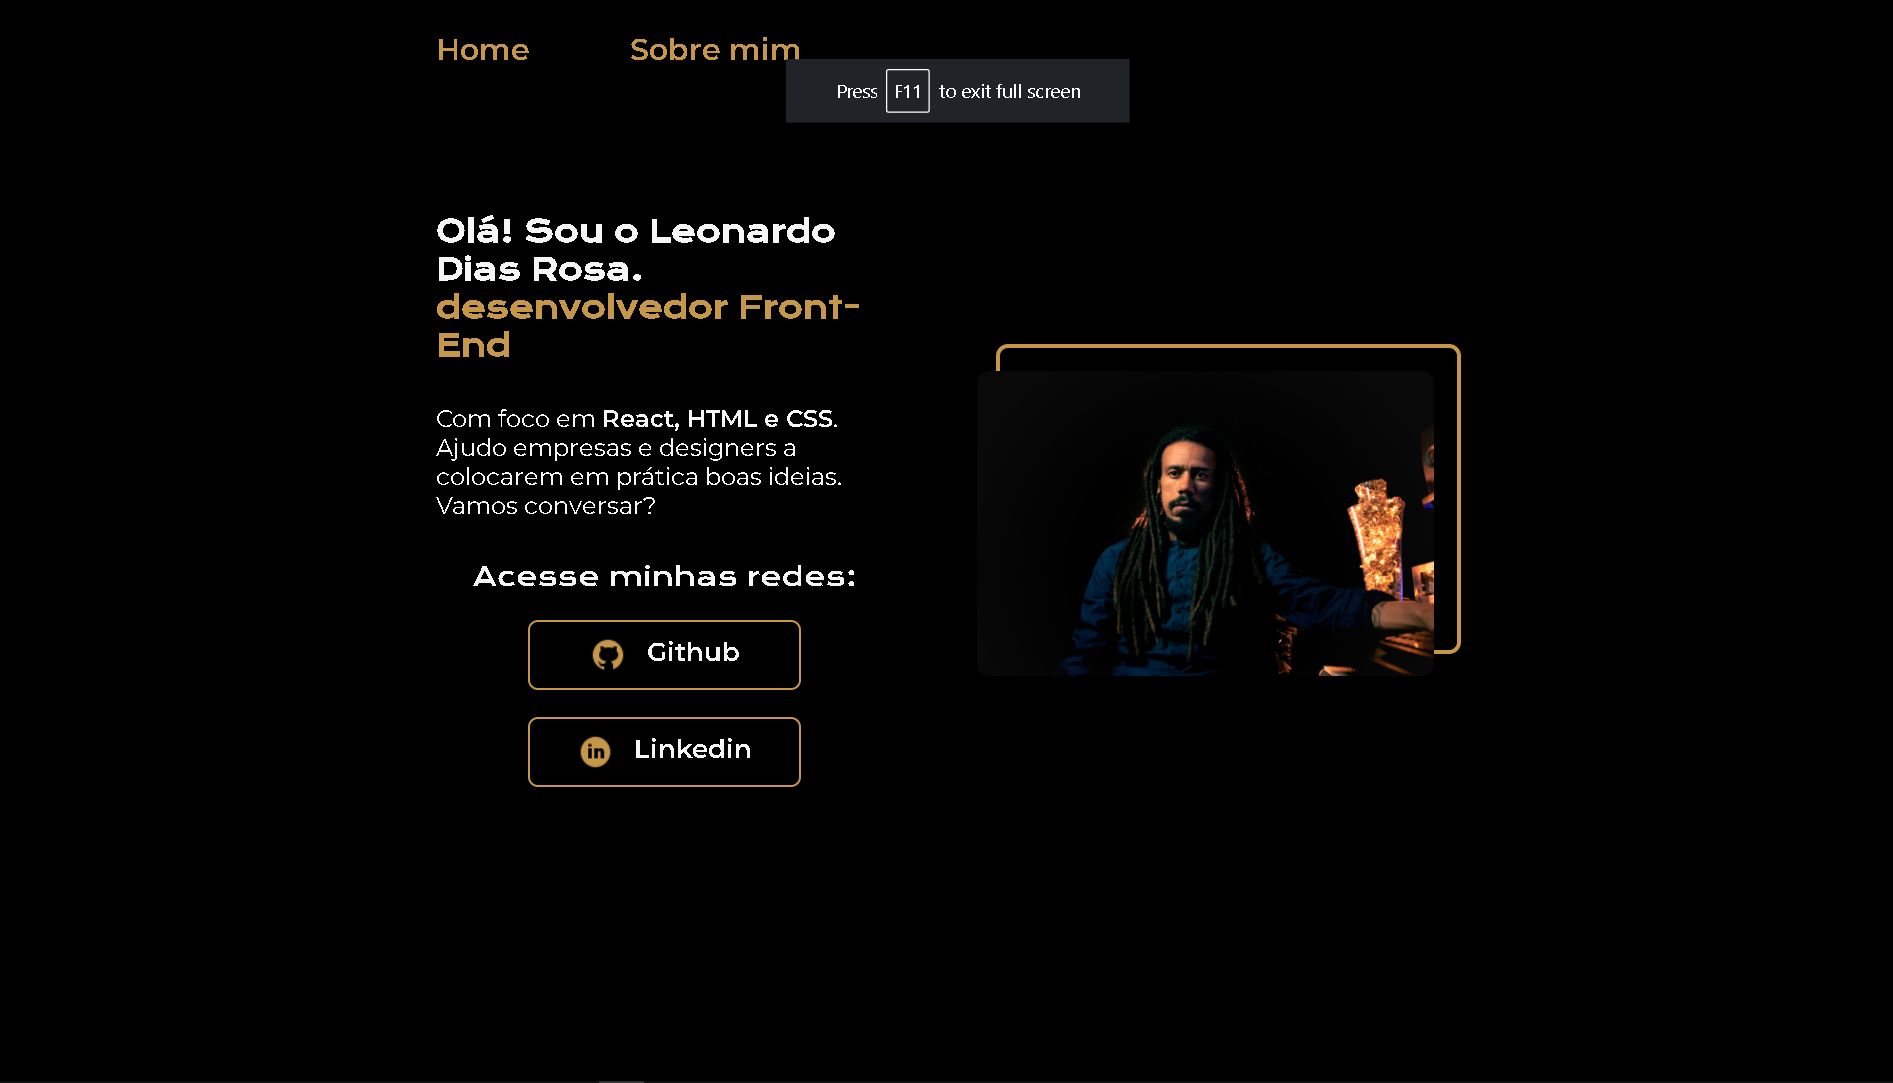 Home Sobre mim
Press F11 to exit full screen
Olá! Sou o Leonardo
Dias Rosa.
desenvolvedor Front-
End
Com foco em React, HTML e CSS.
Ajudo empresas e designers a
colocarem em prática boas ideias.
Vamos conversar?
Acesse minhas redes:
Github
in Linkedin